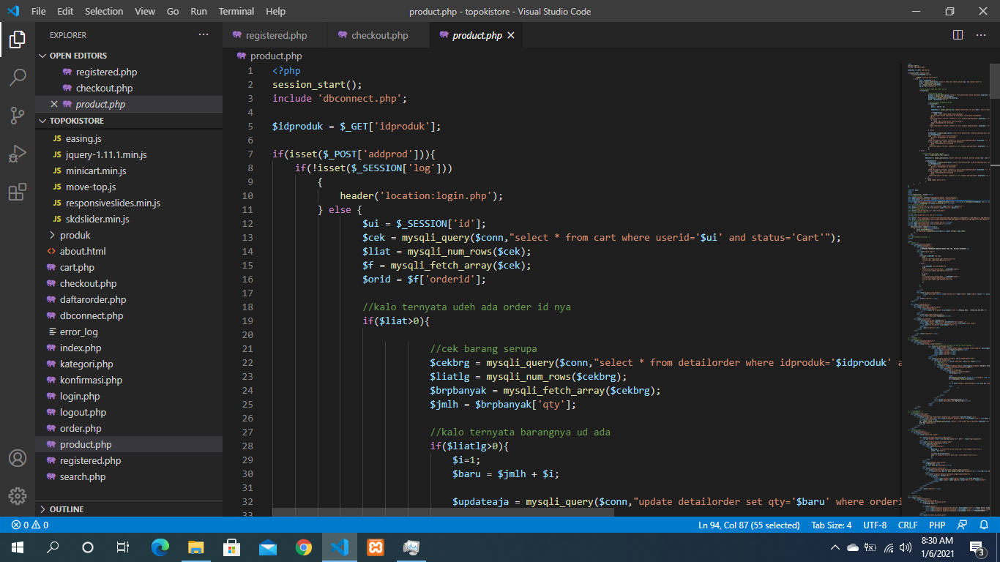 File Edit Selection View Go Run Terminal Help
product.php - topokistore - Visual Studio Code
EXPLORER
OPEN EDITORS
registered.php
checkout.php
product.php
TOPOKISTORE
JS easing.js
JS jquery-1.11.1.min.js
JS minicart.min.js
JS move-top.js
JS responsiveslides.min.js
JS skdslider.min.js
produk
about.html
cart.php
checkout.php
daftarorder.php
dbconnect.php
error_log
index.php
kategori.php
konfirmasi.php
login.php
logout.php
order.php
product.php
registered.php
search.php
OUTLINE
registered.php checkout.php product.php
product.php
1 <?php
2 session_start();
3 include 'dbconnect.php';
4
5 $idproduk = $_GET['idproduk'];
6
7 if(isset($_POST['addprod'])){
8 if(!isset($_SESSION['log']))
9 {
10 header('location:login.php');
11 } else {
12 $ui = $_SESSION['id'];
13 $cek = mysqli_query($conn,"select * from cart where userid='$ui' and status='Cart'");
14 $liat = mysqli_num_rows($cek);
15 $f = mysqli_fetch_array($cek);
16 $orid = $f['orderid'];
17
18 //kalo ternyata udeh ada order id nya
19 if($liat>0){
20
21 //cek barang serupa
22 $cekbrg = mysqli_query($conn,"select * from detailorder where idproduk='$idproduk' a
23 $liatlg = mysqli_num_rows($cekbrg);
24 $brpbanyak = mysqli_fetch_array($cekbrg);
25 $jmlh = $brpbanyak['qty'];
26
27 //kalo ternyata barangnya ud ada
28 if($liatlg>0){
29 $i=1;
30 $baru = $jmlh + $i;
31
32 $updateaja = mysqli_query($conn,"update detailorder set qty='$baru' where orderi
33
0 0 Ln 94, Col 87 (55 selected) Tab Size: 4 UTF-8 CRLF PHP
8:30 AM
1/6/2021
3